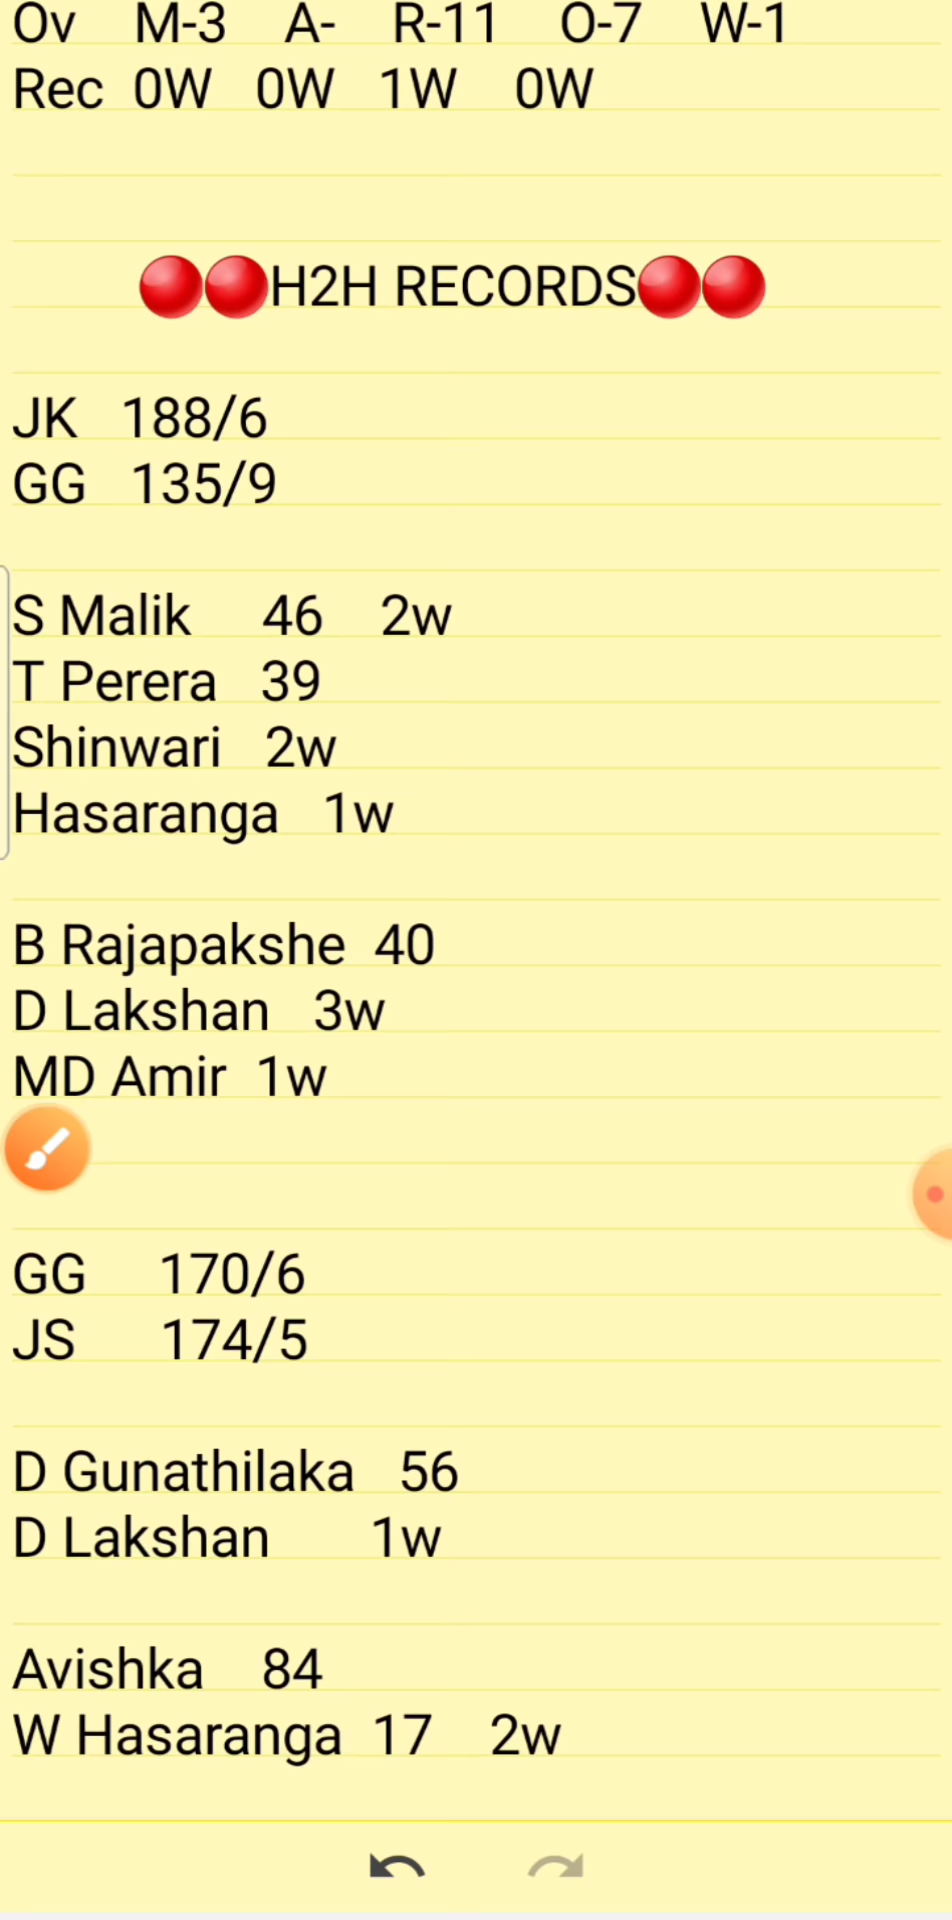 Ov M-3 A- R-11 O-7 W-1
Rec 0W 0W 1W 0W
🔴🔴H2H RECORDS🔴🔴
JK 188/6
GG 135/9
S Malik 46 2w
T Perera 39
Shinwari 2w
Hasaranga 1w
B Rajapakshe 40
D Lakshan 3w
MD Amir 1w
GG 170/6
JS 174/5
D Gunathilaka 56
D Lakshan 1w
Avishka 84
W Hasaranga 17 2w